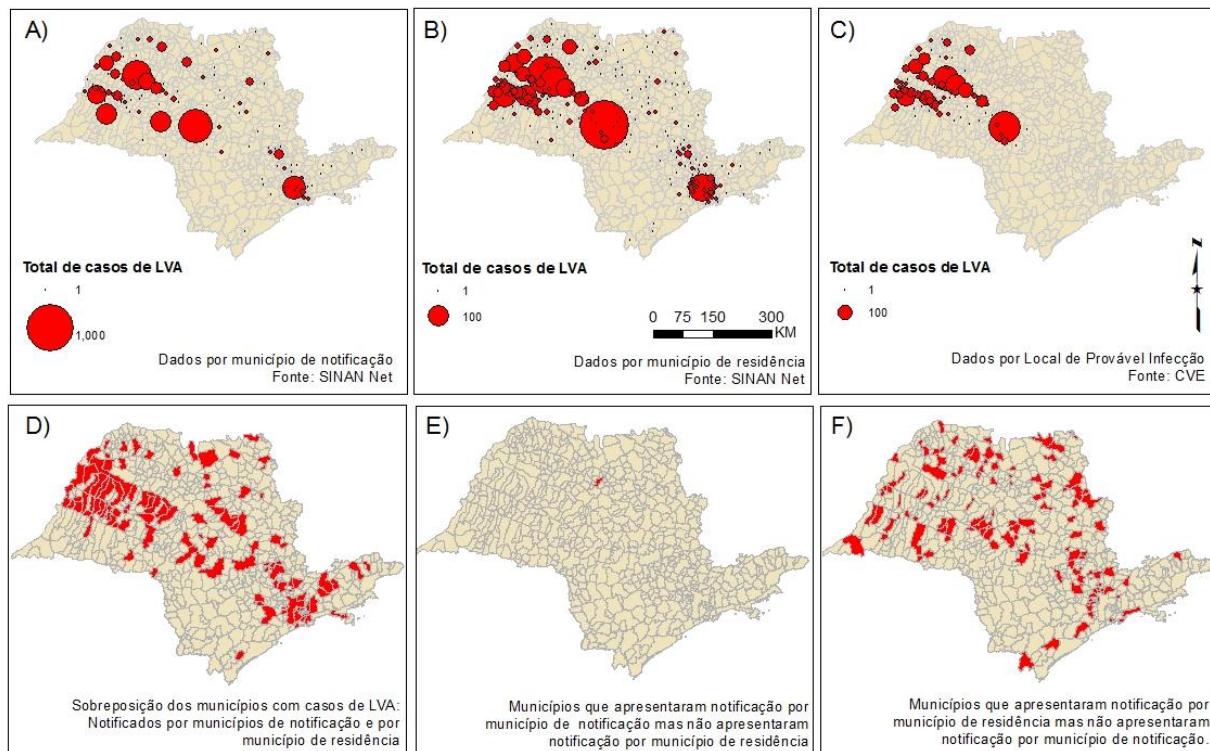 A)
Total de casos de LVA
1
1,000
Dados por município de notificação
Fonte: SINAN Net
B)
Total de casos de LVA
1
100
0 75 150 300
KM
Dados por município de residência
Fonte: SINAN Net
C)
Total de casos de LVA
1
100
N
Dados por Local de Provável Infecção
Fonte: CVE
D)
Sobreposição dos municípios com casos de LVA:
Notificados por municípios de notificação e por
município de residência
E)
Municípios que apresentaram notificação por
município de notificação mas não apresentaram
notificação por município de residência
F)
Municípios que apresentaram notificação por
município de residência mas não apresentaram
notificação por município de notificação.